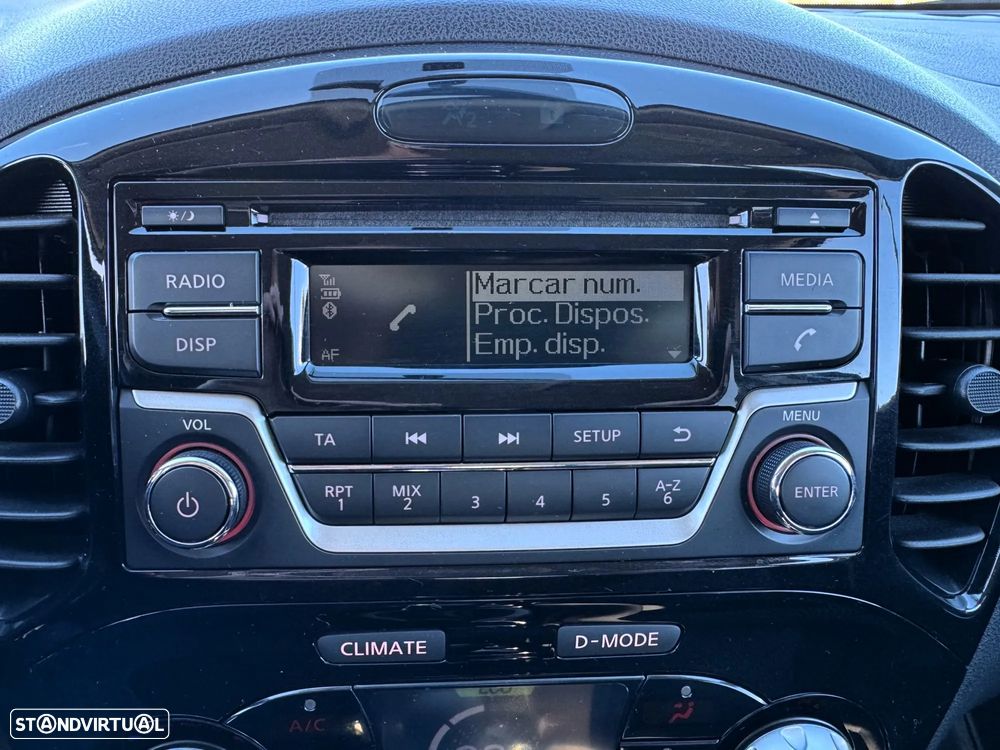 RADIO
DISP
MEDIA
AF
Marcar num.
Proc. Dispos.
Emp. disp.
VOL
MENU
TA
SETUP
RPT 1
MIX 2
3
4
5
A-Z 6
ENTER
CLIMATE
D-MODE
ECO
A/C
STANDVIRTUAL